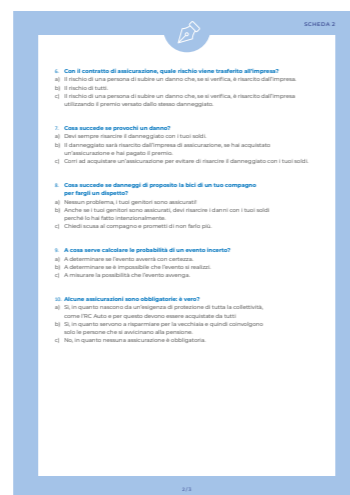 SCHEDA 2
6. Con il contratto di assicurazione, quale rischio viene trasferito all'impresa?
a) Il rischio di una persona di subire un danno che, se si verifica, è risarcito dall'impresa.
b) Il rischio di tutti.
c) Il rischio di una persona di subire un danno che, se si verifica, è risarcito dall'impresa
utilizzando il premio versato dallo stesso danneggiato.
7. Cosa succede se provochi un danno?
a) Devi sempre risarcire il danneggiato con i tuoi soldi.
b) Il danneggiato sarà risarcito dall'impresa di assicurazione, se hai acquistato
un'assicurazione e hai pagato il premio.
c) Corri ad acquistare un'assicurazione per evitare di risarcire il danneggiato con i tuoi soldi.
8. Cosa succede se danneggi di proposito la bici di un tuo compagno
per fargli un dispetto?
a) Nessun problema, i tuoi genitori sono assicurati!
b) Anche se i tuoi genitori sono assicurati, devi risarcire i danni con i tuoi soldi
perché lo hai fatto intenzionalmente.
c) Chiedi scusa al compagno e prometti di non farlo più.
9. A cosa serve calcolare le probabilità di un evento incerto?
a) A determinare se l'evento avverrà con certezza.
b) A determinare se è impossibile che l'evento si realizzi.
c) A misurare la possibilità che l'evento avvenga.
10. Alcune assicurazioni sono obbligatorie: è vero?
a) Sì, in quanto nascono da un'esigenza di protezione di tutta la collettività,
come l'RC Auto e per questo devono essere acquistate da tutti
b) Sì, in quanto servono a risparmiare per la vecchiaia e quindi coinvolgono
solo le persone che si avvicinano alla pensione.
c) No, in quanto nessuna assicurazione è obbligatoria.
2/3